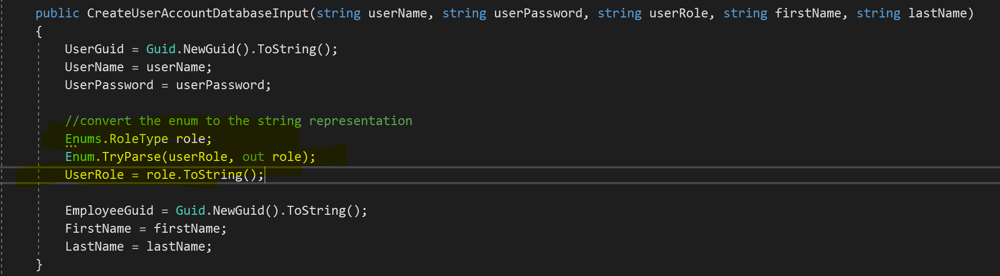 public CreateUserAccountDatabaseInput(string userName, string userPassword, string userRole, string firstName, string lastName)
{
UserGuid = Guid.NewGuid().ToString();
UserName = userName;
UserPassword = userPassword;
//convert the enum to the string representation
Enums.RoleType role;
Enum.TryParse(userRole, out role);
UserRole = role.ToString();
EmployeeGuid = Guid.NewGuid().ToString();
FirstName = firstName;
LastName = lastName;
}